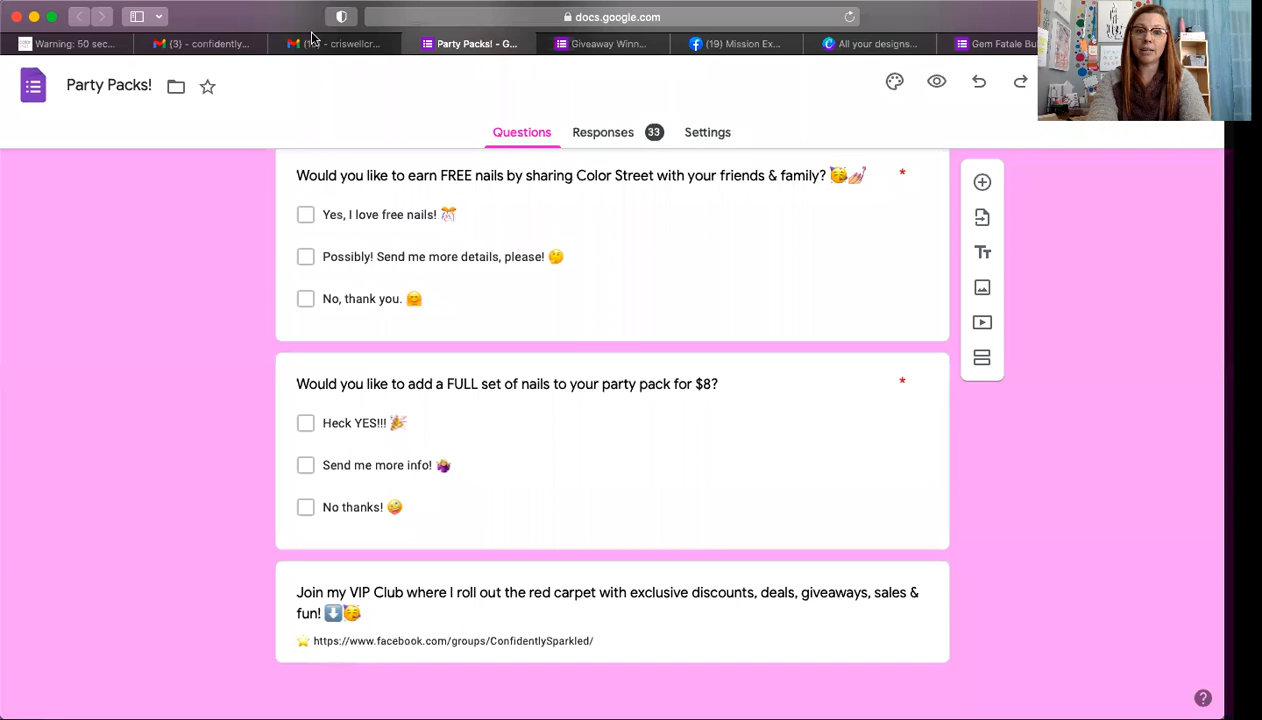 docs.google.com
Warning: 50 sec...
(3) - confidently...
- criswellcr...
Party Packs! - G...
Giveaway Winn...
(19) Mission Ex...
All your designs...
Gem Fatale Bu
Party Packs!
Questions
Responses 33
Settings
Would you like to earn FREE nails by sharing Color Street with your friends & family? 🥳💅 *
Yes, I love free nails! 🎊
Possibly! Send me more details, please! 🤔
No, thank you. 🤗
Would you like to add a FULL set of nails to your party pack for $8? *
Heck YES!!! 🎉
Send me more info! 🤷‍♀️
No thanks! 🤪
Join my VIP Club where I roll out the red carpet with exclusive discounts, deals, giveaways, sales &
fun! ⬇️🥳
⭐ https://www.facebook.com/groups/ConfidentlySparkled/